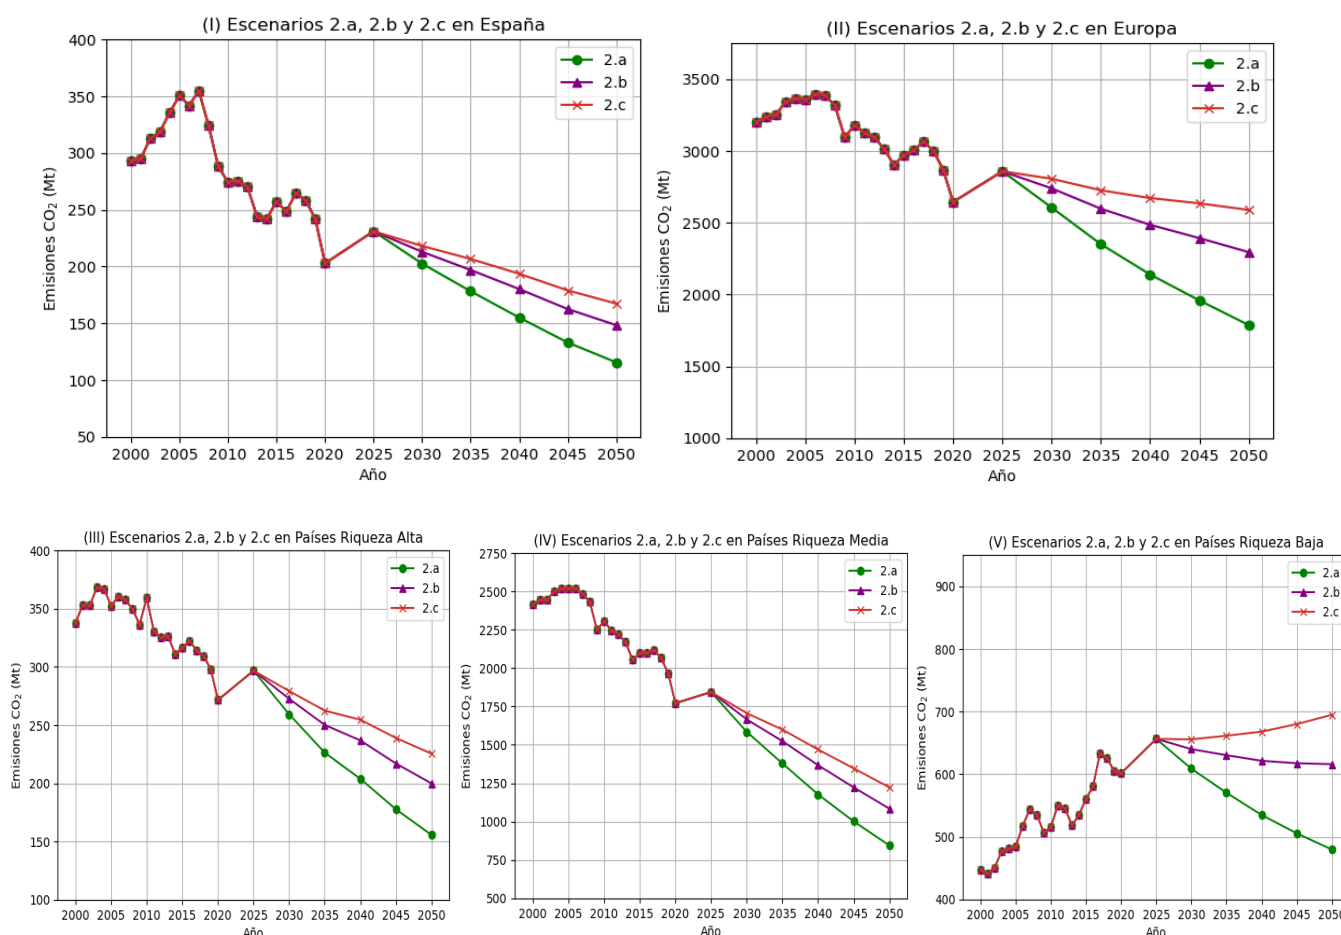 (I) Escenarios 2.a, 2.b y 2.c en España
400
350
300
250
200
150
100
50
Emisiones CO₂ (Mt)
2000 2005 2010 2015 2020 2025 2030 2035 2040 2045 2050
Año
2.a
2.b
2.c
(II) Escenarios 2.a, 2.b y 2.c en Europa
3500
3000
2500
2000
1500
1000
Emisiones CO₂ (Mt)
2000 2005 2010 2015 2020 2025 2030 2035 2040 2045 2050
Año
2.a
2.b
2.c
(III) Escenarios 2.a, 2.b y 2.c en Países Riqueza Alta
400
350
300
250
200
150
100
Emisiones CO₂ (Mt)
2000 2005 2010 2015 2020 2025 2030 2035 2040 2045 2050
Año
2.a
2.b
2.c
(IV) Escenarios 2.a, 2.b y 2.c en Países Riqueza Media
2750
2500
2250
2000
1750
1500
1250
1000
750
500
Emisiones CO₂ (Mt)
2000 2005 2010 2015 2020 2025 2030 2035 2040 2045 2050
Año
2.a
2.b
2.c
(V) Escenarios 2.a, 2.b y 2.c en Países Riqueza Baja
900
800
700
600
500
400
Emisiones CO₂ (Mt)
2000 2005 2010 2015 2020 2025 2030 2035 2040 2045 2050
Año
2.a
2.b
2.c